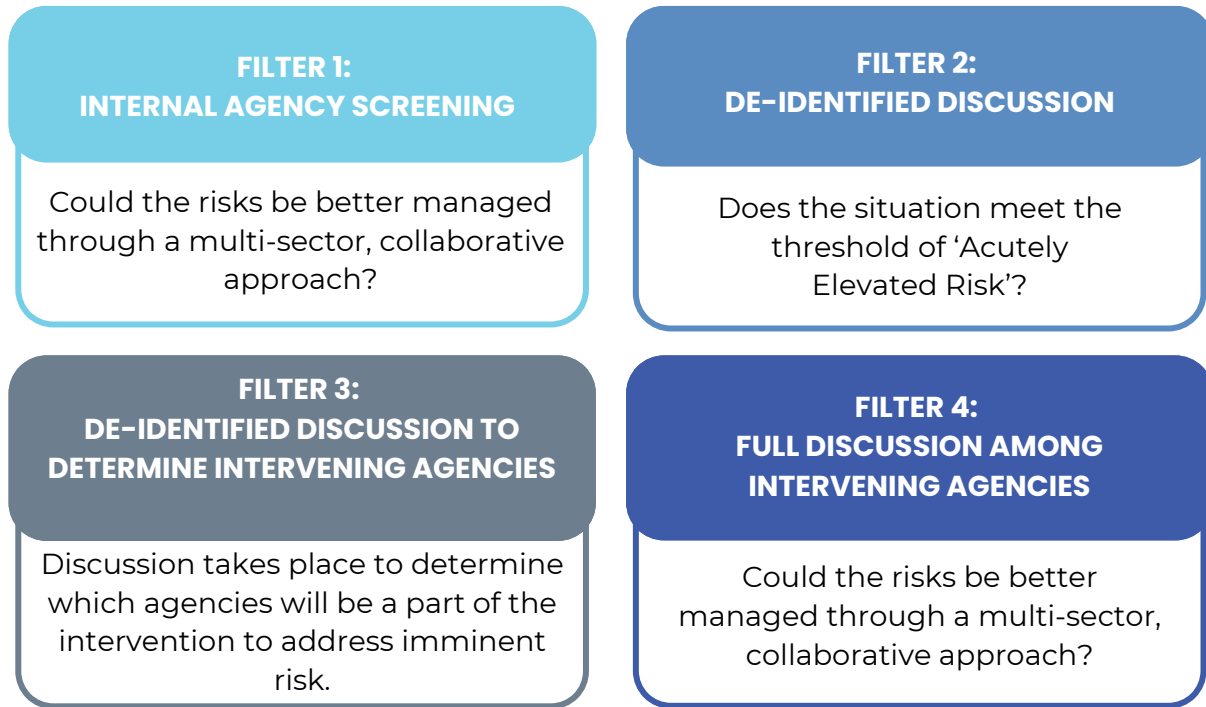 FILTER 1:
INTERNAL AGENCY SCREENING
Could the risks be better managed
through a multi-sector, collaborative
approach?
FILTER 2:
DE-IDENTIFIED DISCUSSION
Does the situation meet the
threshold of ‘Acutely
Elevated Risk’?
FILTER 3:
DE-IDENTIFIED DISCUSSION TO
DETERMINE INTERVENING AGENCIES
Discussion takes place to determine
which agencies will be a part of the
intervention to address imminent
risk.
FILTER 4:
FULL DISCUSSION AMONG
INTERVENING AGENCIES
Could the risks be better
managed through a multi-sector,
collaborative approach?